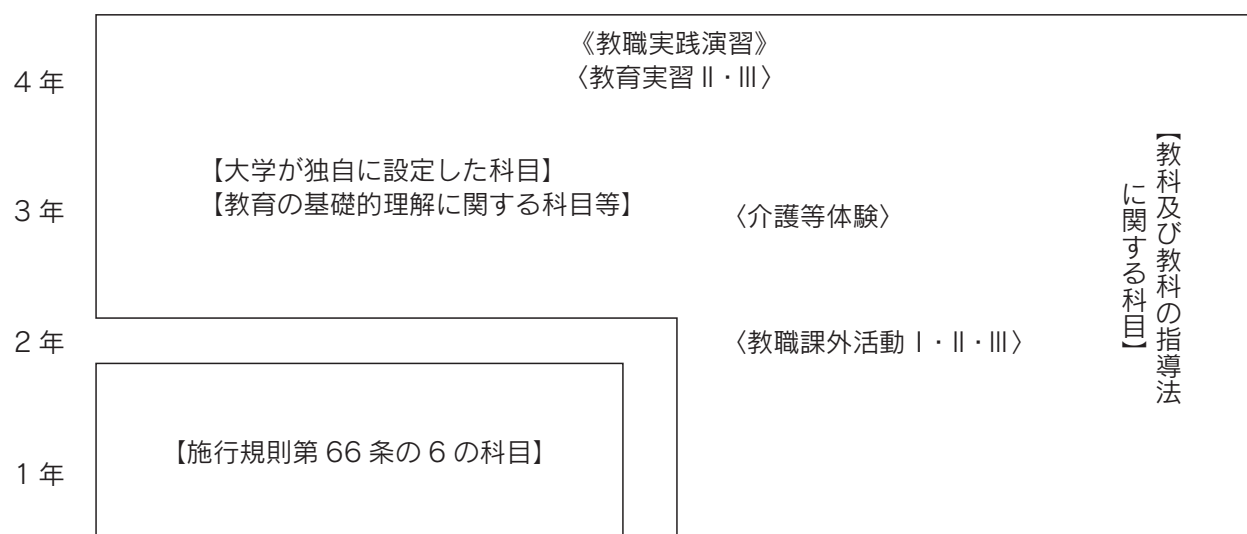 《教職実践演習》
4年
〈教育実習Ⅱ・Ⅲ〉
【大学が独自に設定した科目】
3年
【教育の基礎的理解に関する科目等】
〈介護等体験〉
【教科及び教科の指導法
に関する科目】
2年
〈教職課外活動Ⅰ・Ⅱ・Ⅲ〉
【施行規則第66条の6の科目】
1年